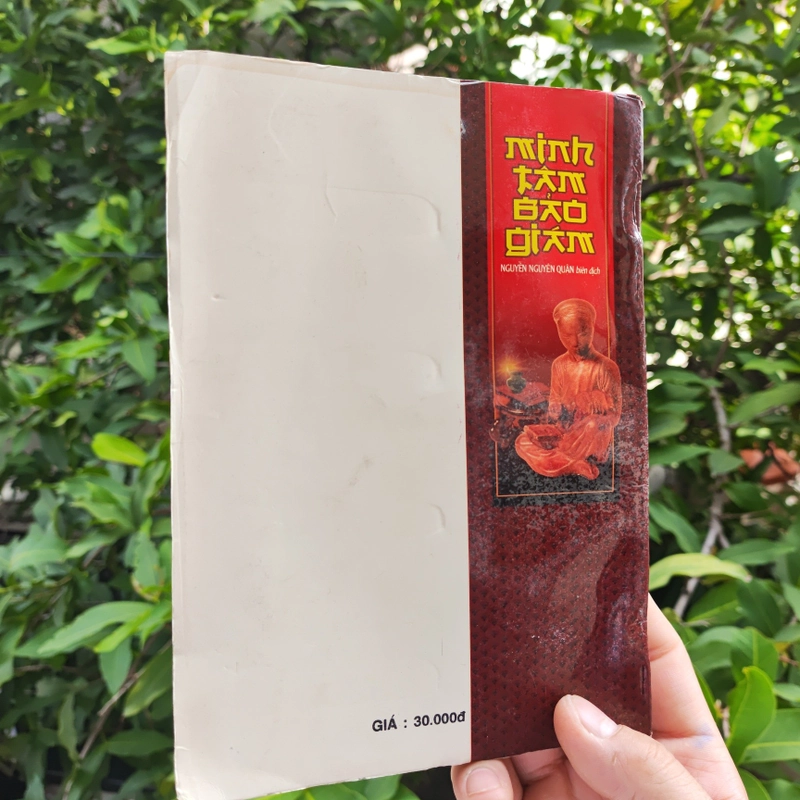 minh
tâm
bảo
giám
NGUYỄN NGUYÊN QUÂN biên dịch
GIÁ : 30.000đ